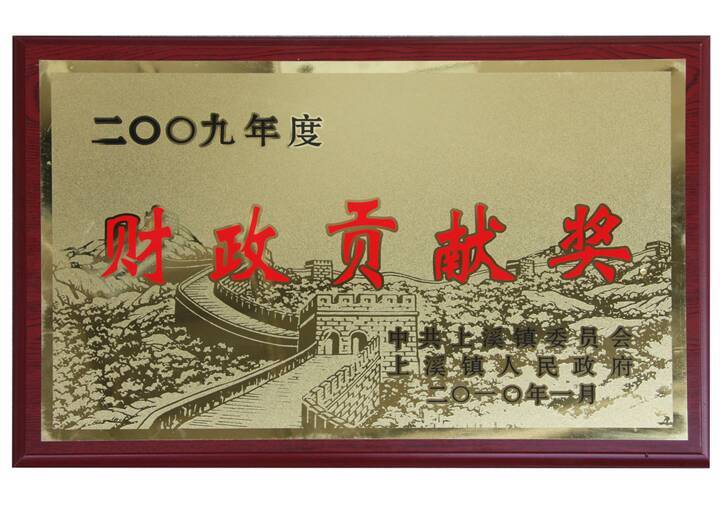 二〇〇九年度
财政贡献奖
中共上溪镇委员会
上溪镇人民政府
二〇一〇年一月